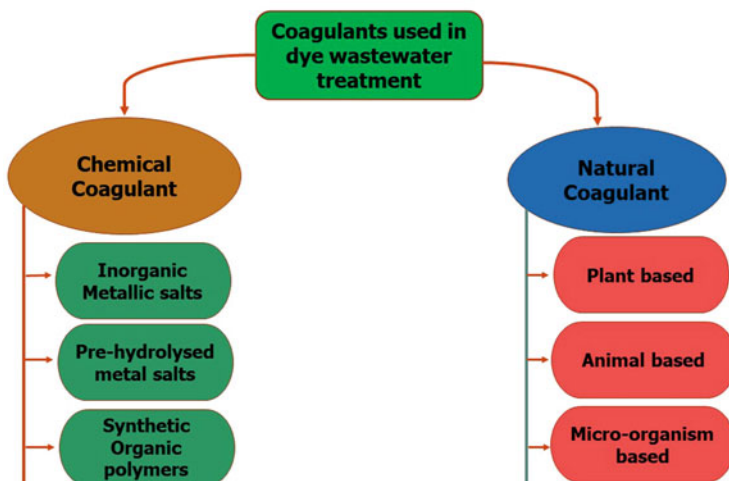 Coagulants used in
dye wastewater
treatment
Chemical
Coagulant
Inorganic
Metallic salts
Pre-hydrolysed
metal salts
Synthetic
Organic
polymers
Natural
Coagulant
Plant based
Animal based
Micro-organism
based